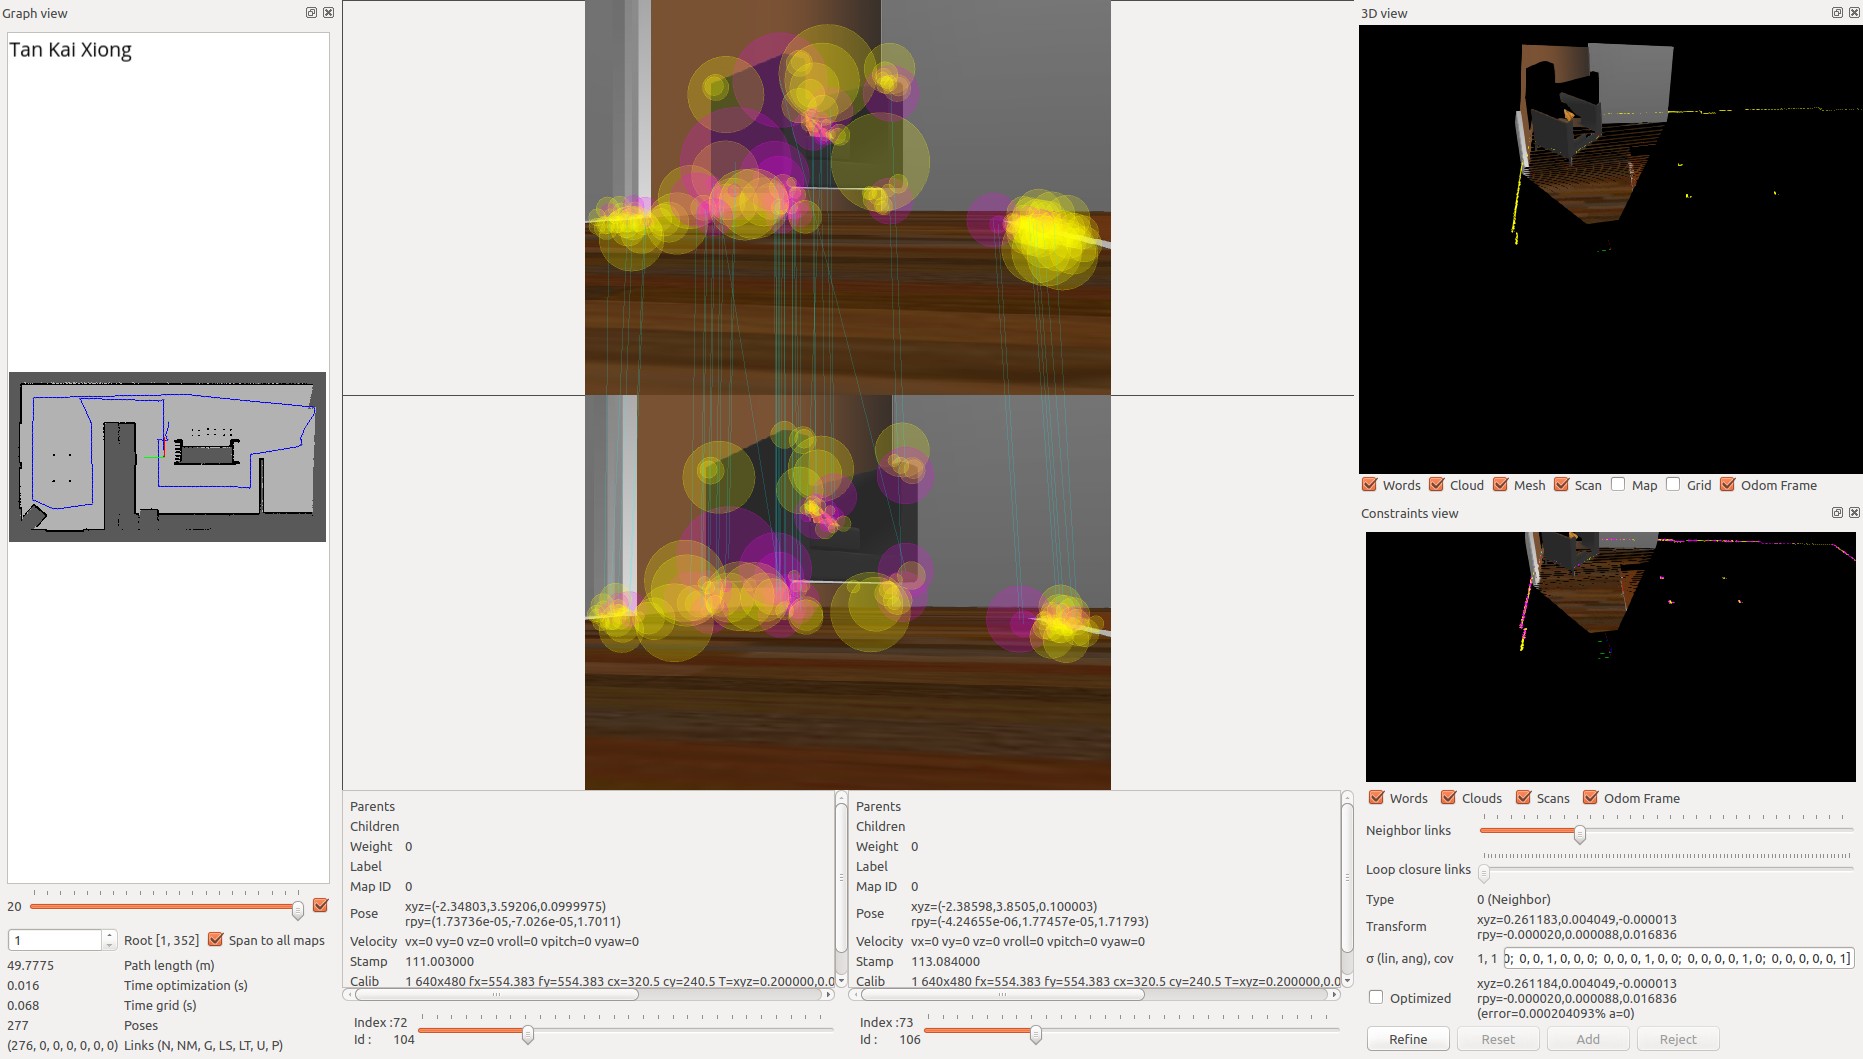 Graph view
Tan Kai Xiong
20
1 Root [1, 352] Span to all maps
49.7775 Path length (m)
0.016 Time optimization (s)
0.068 Time grid (s)
277 Poses
(276, 0, 0, 0, 0, 0, 0) Links (N, NM, G, LS, LT, U, P)
Parents
Children
Weight 0
Label
Map ID 0
Pose xyz=(-2.34803,3.59206,0.0999975)
rpy=(1.73736e-05,-7.026e-05,1.7011)
Velocity vx=0 vy=0 vz=0 vroll=0 vpitch=0 vyaw=0
Stamp 111.003000
Calib 1 640x480 fx=554.383 fy=554.383 cx=320.5 cy=240.5 T=xyz=0.200000,0.0
Index :72
Id : 104
Parents
Children
Weight 0
Label
Map ID 0
Pose xyz=(-2.38598,3.8505,0.100003)
rpy=(-4.24655e-06,1.77457e-05,1.71793)
Velocity vx=0 vy=0 vz=0 vroll=0 vpitch=0 vyaw=0
Stamp 113.084000
Calib 1 640x480 fx=554.383 fy=554.383 cx=320.5 cy=240.5 T=xyz=0.200000,0.0
Index :73
Id : 106
3D view
Words Cloud Mesh Scan Map Grid Odom Frame
Constraints view
Words Clouds Scans Odom Frame
Neighbor links
Loop closure links
Type 0 (Neighbor)
Transform xyz=0.261183,0.004049,-0.000013
rpy=-0.000020,0.000088,0.016836
σ (lin, ang), cov 1, 1 0; 0, 0, 1, 0, 0, 0; 0, 0, 0, 1, 0, 0; 0, 0, 0, 0, 1, 0; 0, 0, 0, 0, 0, 1]
Optimized xyz=0.261184,0.004049,-0.000013
rpy=-0.000020,0.000088,0.016836
(error=0.000204093% a=0)
Refine Reset Add Reject